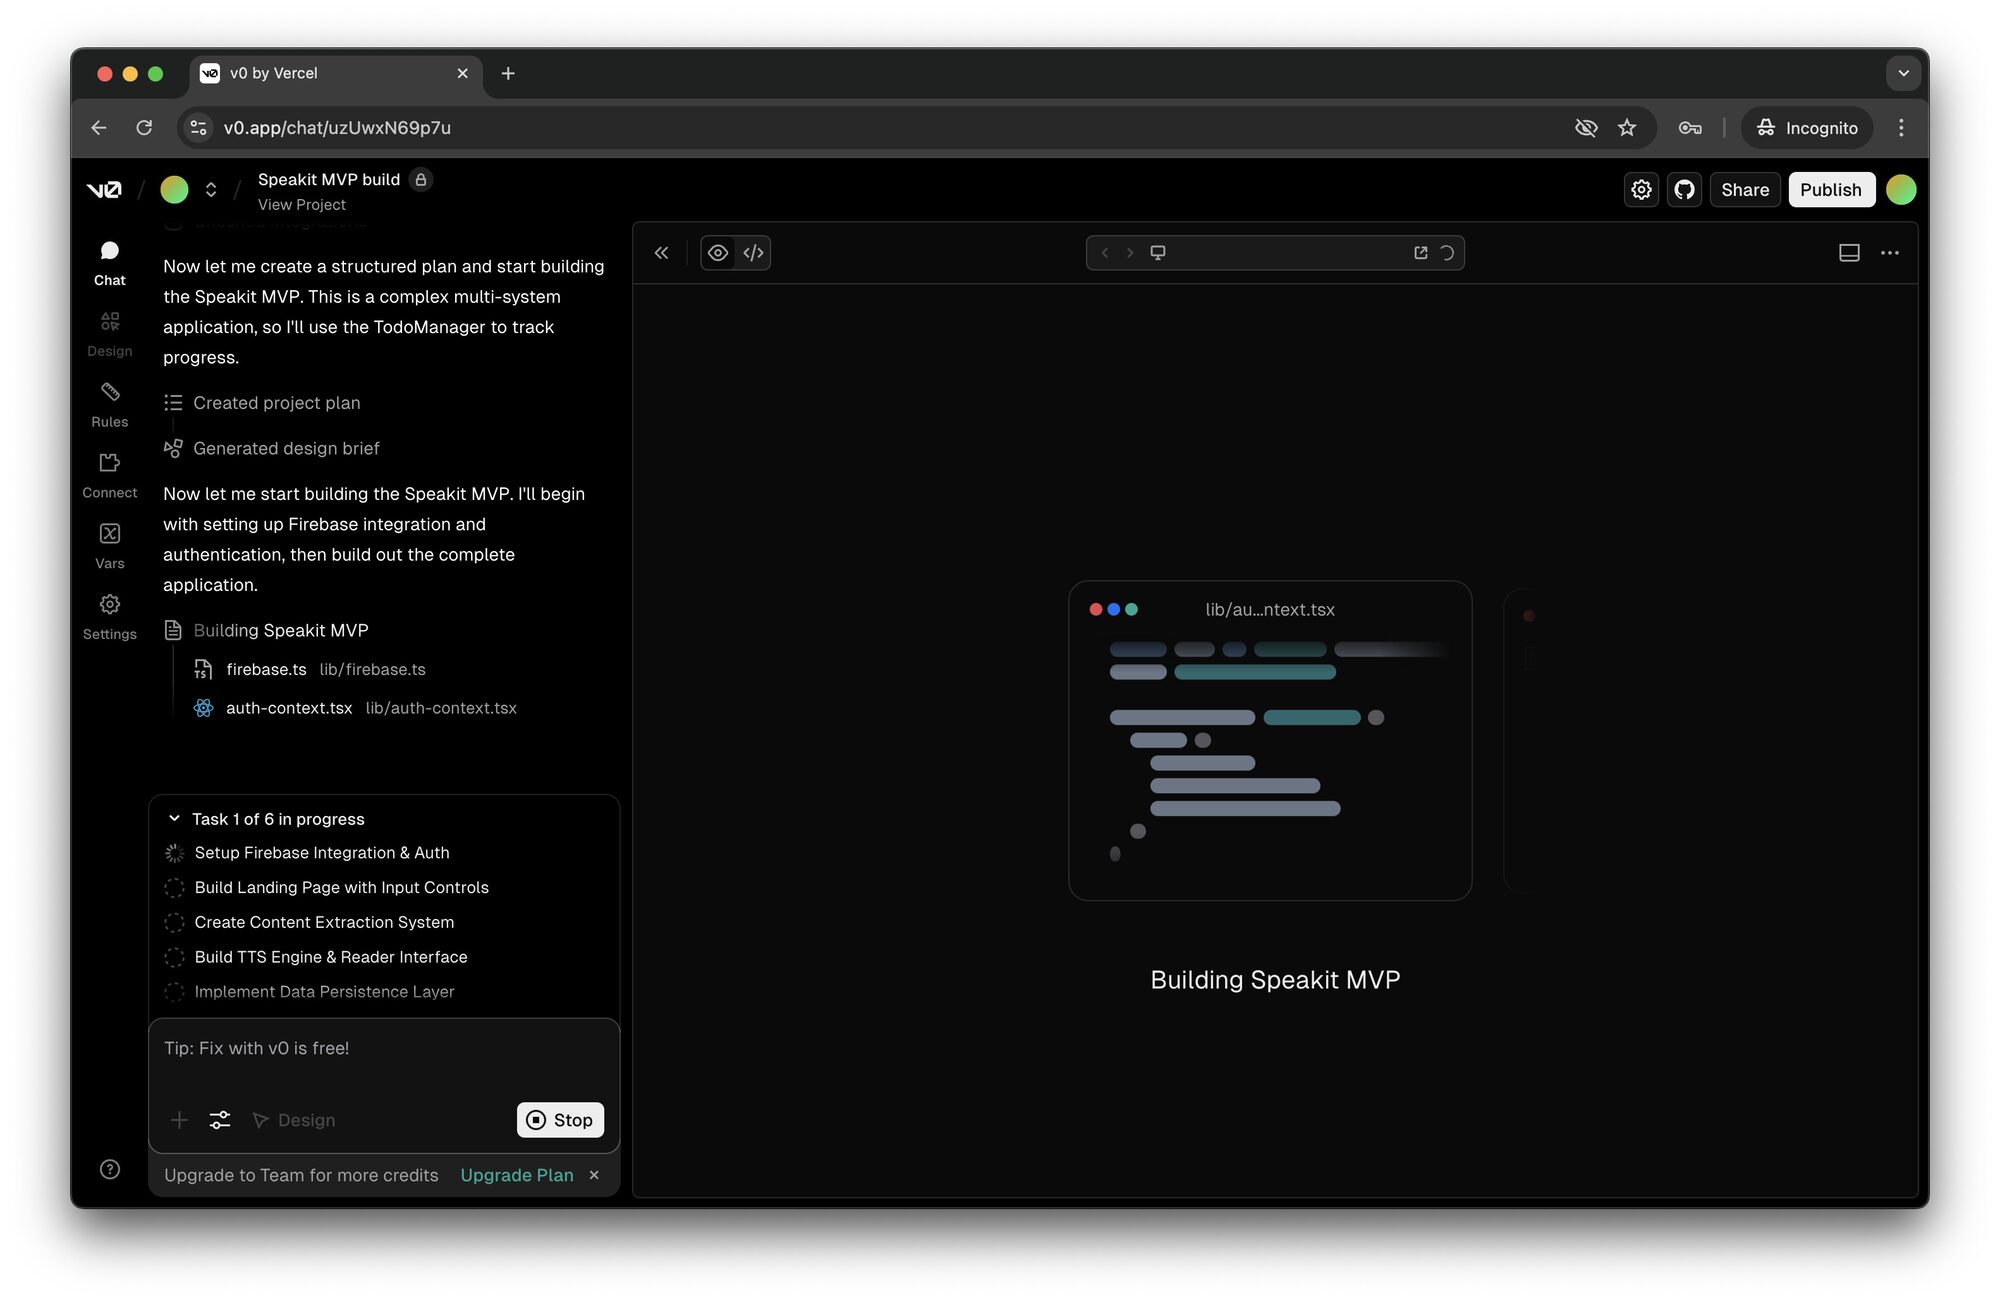 v0 by Vercel
v0.app/chat/uzUwxN69p7u
Incognito
v0
Speakit MVP build
View Project
Share
Publish
Chat
Design
Rules
Connect
Vars
Settings
Now let me create a structured plan and start building
the Speakit MVP. This is a complex multi-system
application, so I'll use the TodoManager to track
progress.
Created project plan
Generated design brief
Now let me start building the Speakit MVP. I'll begin
with setting up Firebase integration and
authentication, then build out the complete
application.
Building Speakit MVP
firebase.ts lib/firebase.ts
auth-context.tsx lib/auth-context.tsx
Task 1 of 6 in progress
Setup Firebase Integration & Auth
Build Landing Page with Input Controls
Create Content Extraction System
Build TTS Engine & Reader Interface
Implement Data Persistence Layer
Tip: Fix with v0 is free!
Design
Stop
Upgrade to Team for more credits Upgrade Plan
lib/au...ntext.tsx
Building Speakit MVP